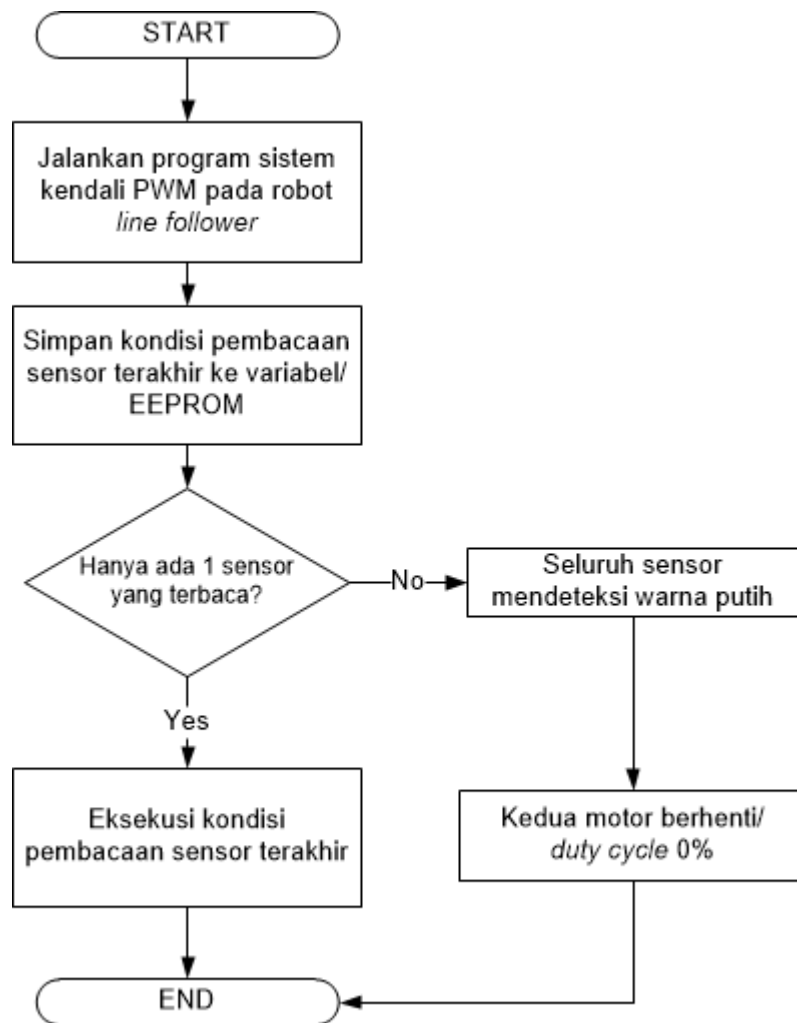 START
Jalankan program sistem
kendali PWM pada robot
line follower
Simpan kondisi pembacaan
sensor terakhir ke variabel/
EEPROM
Hanya ada 1 sensor
yang terbaca?
No
Seluruh sensor
mendeteksi warna putih
Yes
Eksekusi kondisi
pembacaan sensor terakhir
Kedua motor berhenti/
duty cycle 0%
END